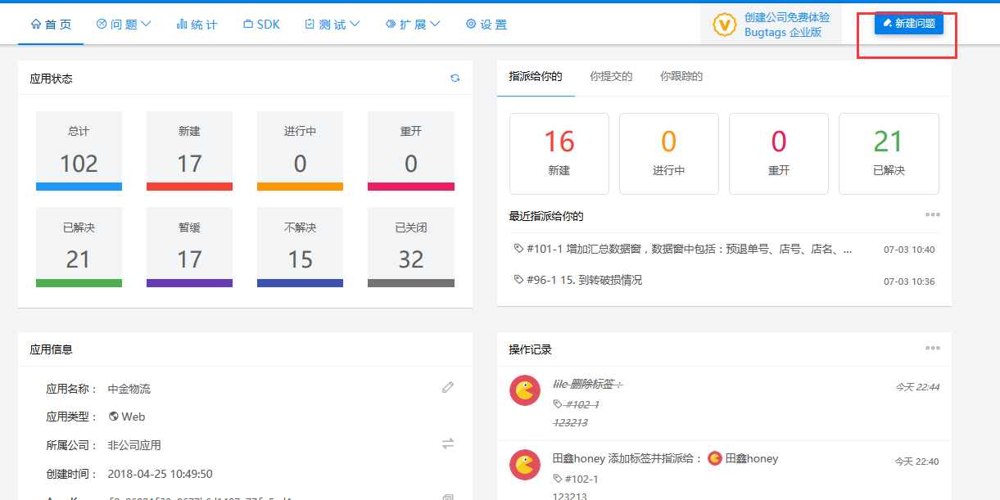 首 页
问 题
统 计
SDK
测 试
扩 展
设 置
创建公司免费体验
Bugtags 企业版
新建问题
应用状态
总计
102
新建
17
进行中
0
重开
0
已解决
21
暂缓
17
不解决
15
已关闭
32
指派给你的
你提交的
你跟踪的
16
新建
0
进行中
0
重开
21
已解决
最近指派给你的
#101-1 增加汇总数据窗，数据窗中包括：预退单号、店号、店名、...
07-03 10:40
#96-1 15. 到转破损情况
07-03 10:36
应用信息
应用名称： 中金物流
应用类型： Web
所属公司： 非公司应用
创建时间： 2018-04-25 10:49:50
操作记录
lile 删除标签：
今天 22:44
#102-1
123213
田鑫honey 添加标签并指派给： 田鑫honey
今天 22:40
#102-1
123213